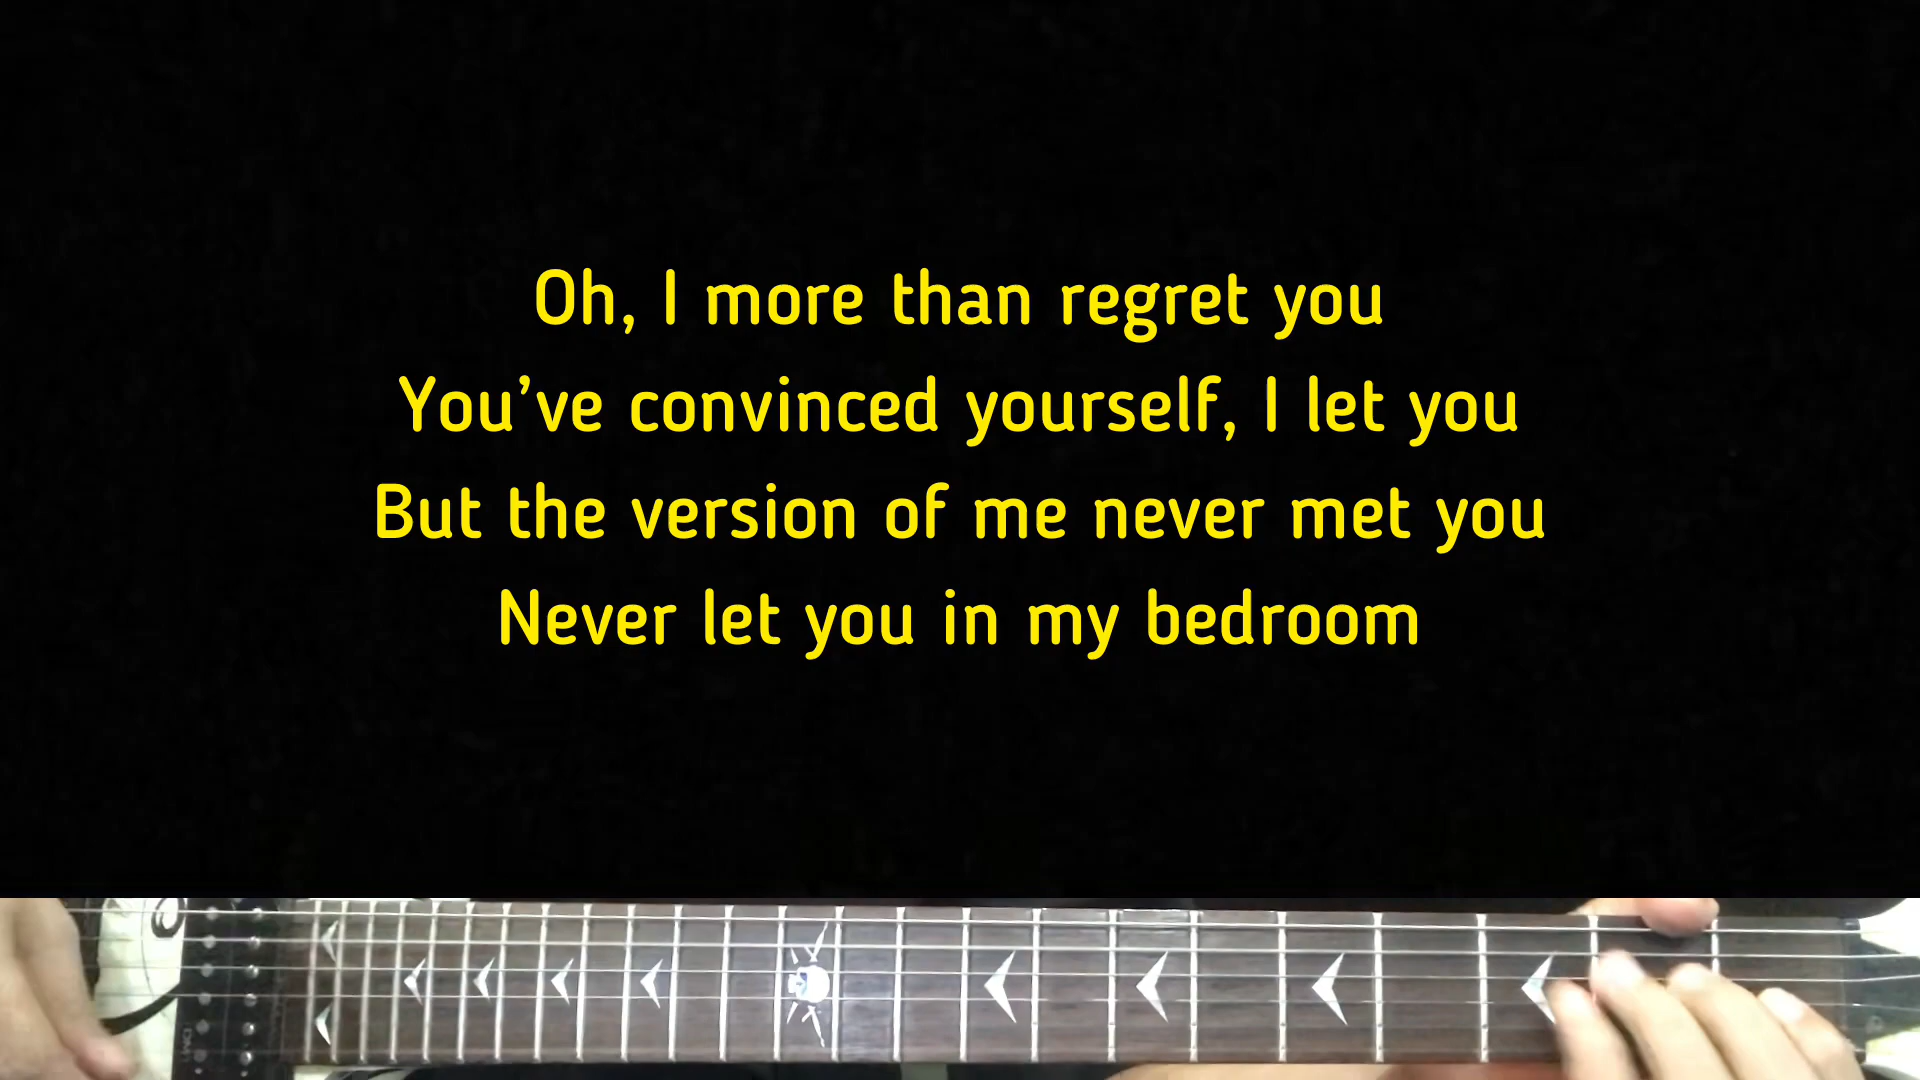 Oh, I more than regret you
You’ve convinced yourself, I let you
But the version of me never met you
Never let you in my bedroom